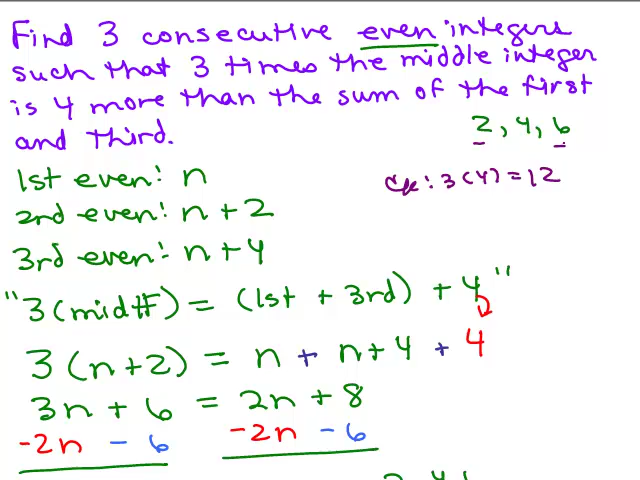 Find 3 consecutive even integers
such that 3 times the middle integer
is 4 more than the sum of the first
and third.
2, 4, 6
1st even: n
ck: 3(4) = 12
2nd even: n + 2
3rd even: n + 4
"3(mid#) = (1st + 3rd) + 4"
3(n+2) = n + n+4 + 4
3n + 6 = 2n + 8
-2n - 6 -2n - 6